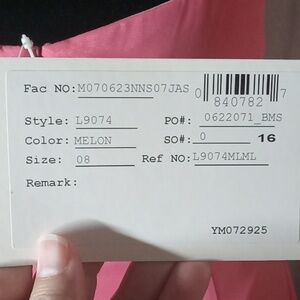 Fac NO: M070623NNS07JAS
0 840782 7
Style: L9074 PO#: 0622071_BMS
Color: MELON SO#: 0 16
Size: 08 Ref NO: L9074MLML
Remark:
YM072925